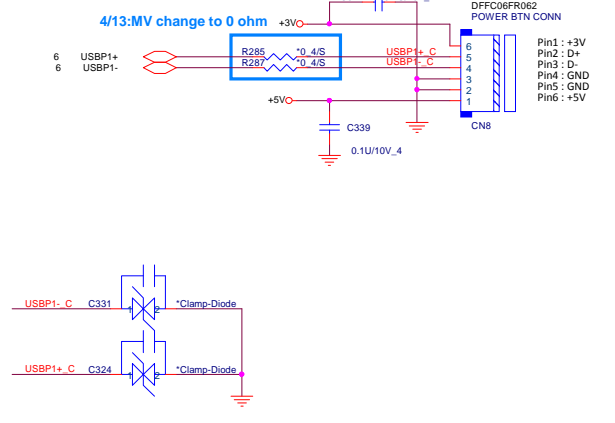 DFFC06FR062
POWER BTN CONN
4/13:MV change to 0 ohm
+3V
6 USBP1+
6 USBP1-
R285 *0_4/S
R287 *0_4/S
USBP1+_C
USBP1-_C
6
5
4
3
2
1
Pin1 : +3V
Pin2 : D+
Pin3 : D-
Pin4 : GND
Pin5 : GND
Pin6 : +5V
+5V
C339
0.1U/10V_4
CN8
USBP1-_C C331 1 2 *Clamp-Diode
USBP1+_C C324 1 2 *Clamp-Diode